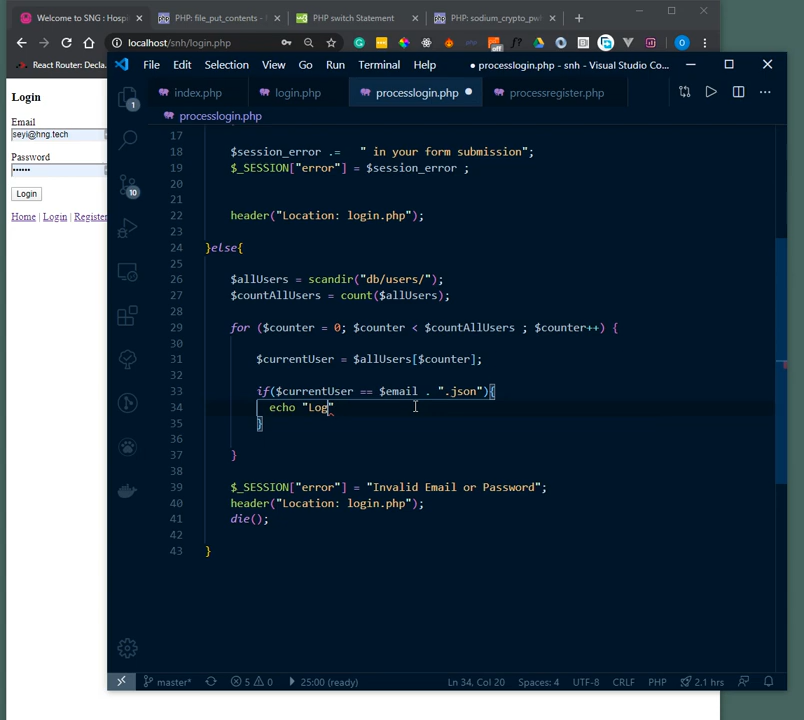 Welcome to SNG: Hospi
PHP: file_put_contents -
PHP switch Statement
PHP: sodium_crypto_pwh
localhost/snh/login.php
React Router: Decla
Login
Email
seyi@hng.tech
Password
••••••
Login
Home | Login | Register
File Edit Selection View Go Run Terminal Help
● processlogin.php - snh - Visual Studio Co...
index.php
login.php
processlogin.php
processregister.php
processlogin.php
17
18 $session_error .= " in your form submission";
19 $_SESSION["error"] = $session_error ;
20
21
22 header("Location: login.php");
23
24 }else{
25
26 $allUsers = scandir("db/users/");
27 $countAllUsers = count($allUsers);
28
29 for ($counter = 0; $counter < $countAllUsers ; $counter++) {
30
31 $currentUser = $allUsers[$counter];
32
33 if($currentUser == $email . ".json"){
34 echo "Log"
35 }
36
37 }
38
39 $_SESSION["error"] = "Invalid Email or Password";
40 header("Location: login.php");
41 die();
42
43 }
1
10
off
master* 5 0 25:00 (ready) Ln 34, Col 20 Spaces: 4 UTF-8 CRLF PHP 2.1 hrs